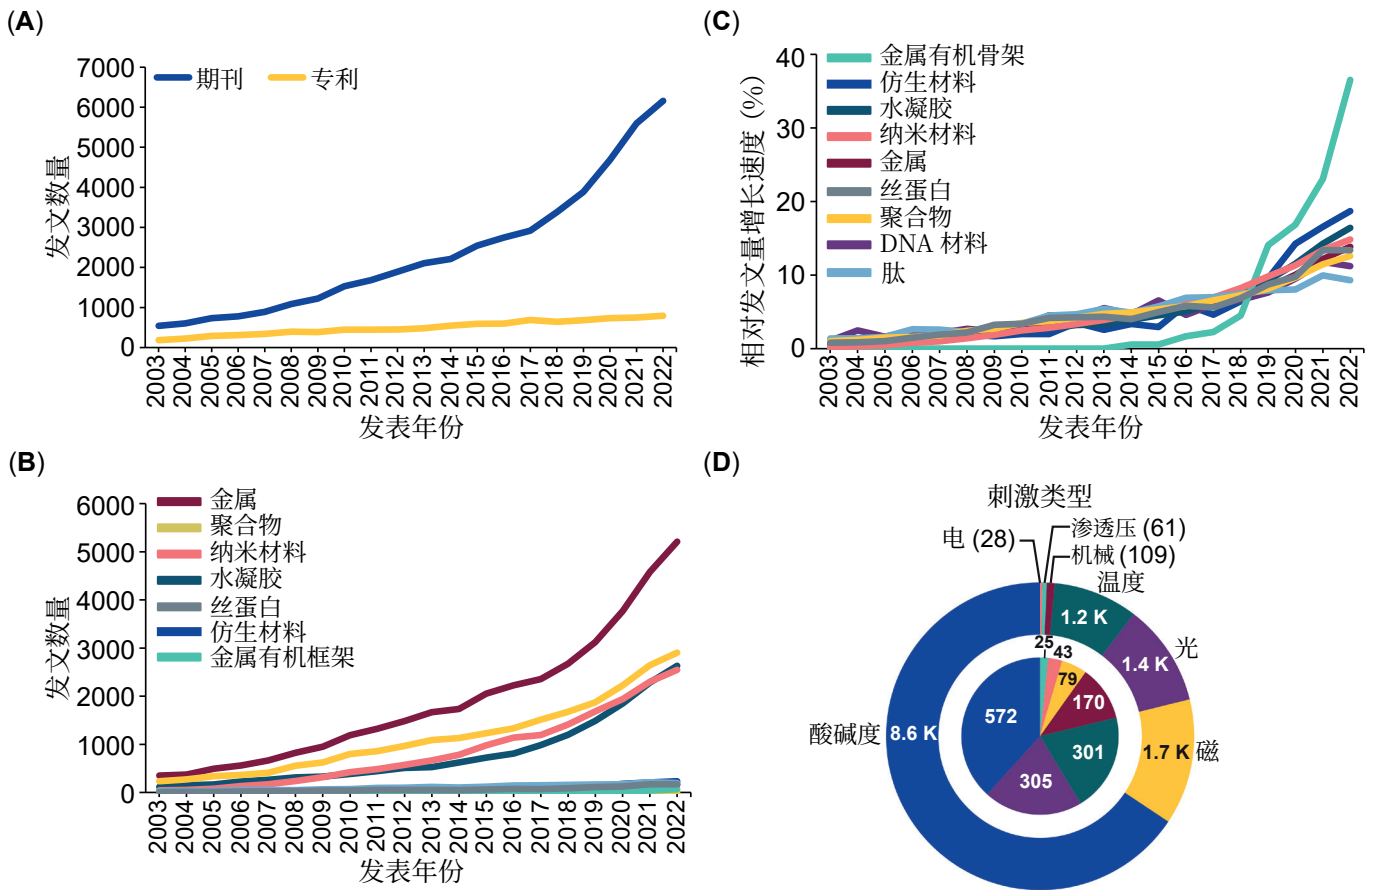 (A)
7000
6000
5000
4000
3000
2000
1000
0
发文数量
期刊
专利
2003
2004
2005
2006
2007
2008
2009
2010
2011
2012
2013
2014
2015
2016
2017
2018
2019
2020
2021
2022
发表年份
(B)
6000
5000
4000
3000
2000
1000
0
发文数量
金属
聚合物
纳米材料
水凝胶
丝蛋白
仿生材料
金属有机框架
2003
2004
2005
2006
2007
2008
2009
2010
2011
2012
2013
2014
2015
2016
2017
2018
2019
2020
2021
2022
发表年份
(C)
40
30
20
10
0
相对发文量增长速度 (%)
金属有机骨架
仿生材料
水凝胶
纳米材料
金属
丝蛋白
聚合物
DNA 材料
肽
2003
2004
2005
2006
2007
2008
2009
2010
2011
2012
2013
2014
2015
2016
2017
2018
2019
2020
2021
2022
发表年份
(D)
刺激类型
电 (28)
渗透压 (61)
机械 (109)
温度
1.2 K
光
1.4 K
磁
1.7 K
酸碱度
8.6 K
25
43
79
170
301
305
572